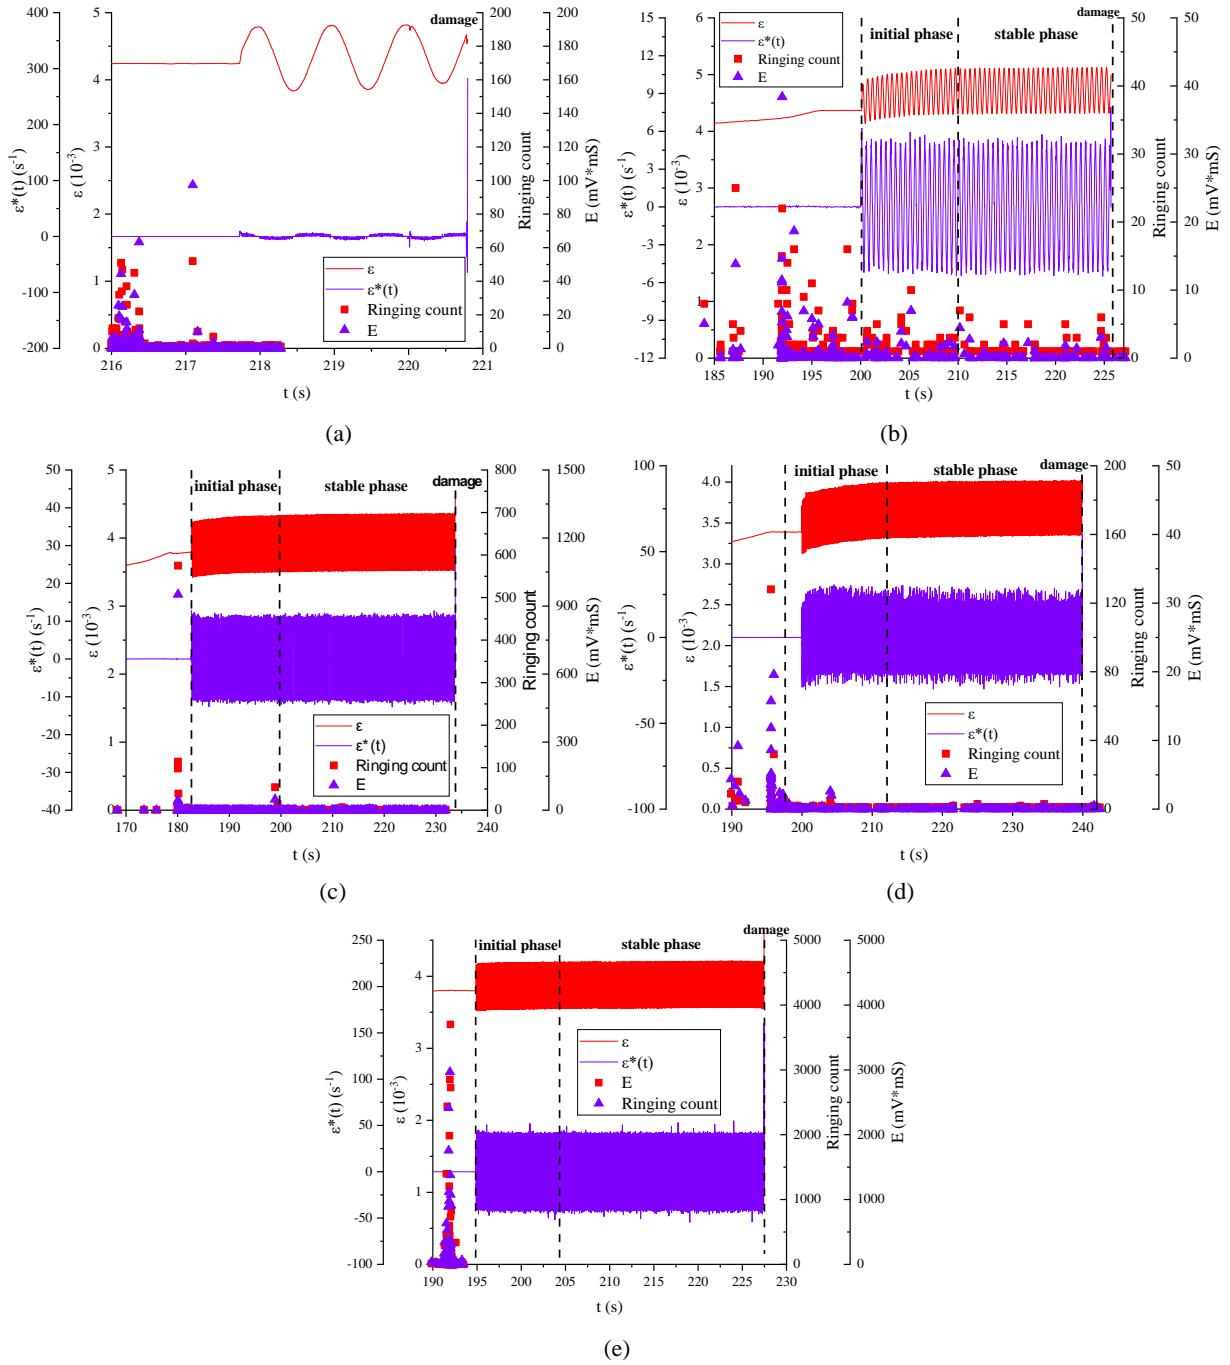 damage
ε*(t) (s⁻¹)
400
300
200
100
0
-100
-200
ε (10⁻³)
5
4
3
2
1
0
216
217
218
219
220
221
t (s)
Ringing count
200
180
160
140
120
100
80
60
40
20
0
E (mV*mS)
200
180
160
140
120
100
80
60
40
20
0
ε
ε*(t)
Ringing count
E
(a)
damage
initial phase
stable phase
ε*(t) (s⁻¹)
15
12
9
6
3
0
-3
-6
-9
-12
ε (10⁻³)
6
5
4
3
2
1
0
185
190
195
200
205
210
215
220
225
t (s)
Ringing count
50
40
30
20
10
0
E (mV*mS)
50
40
30
20
10
0
ε
ε*(t)
Ringing count
E
(b)
damage
initial phase
stable phase
ε*(t) (s⁻¹)
50
40
30
20
10
0
-10
-20
-30
-40
ε (10⁻³)
5
4
3
2
1
0
170
180
190
200
210
220
230
240
t (s)
Ringing count
800
700
600
500
400
300
200
100
0
E (mV*mS)
1500
1200
900
600
300
0
ε
ε*(t)
Ringing count
E
(c)
damage
initial phase
stable phase
ε*(t) (s⁻¹)
100
50
0
-50
-100
ε (10⁻³)
4.0
3.5
3.0
2.5
2.0
1.5
1.0
0.5
0.0
190
200
210
220
230
240
t (s)
Ringing count
200
160
120
80
40
0
E (mV*mS)
50
40
30
20
10
0
ε
ε*(t)
Ringing count
E
(d)
damage
initial phase
stable phase
ε*(t) (s⁻¹)
250
200
150
100
50
0
-50
-100
ε (10⁻³)
4
3
2
1
0
190
195
200
205
210
215
220
225
230
t (s)
Ringing count
5000
4000
3000
2000
1000
0
E (mV*mS)
5000
4000
3000
2000
1000
0
ε
ε*(t)
E
Ringing count
(e)